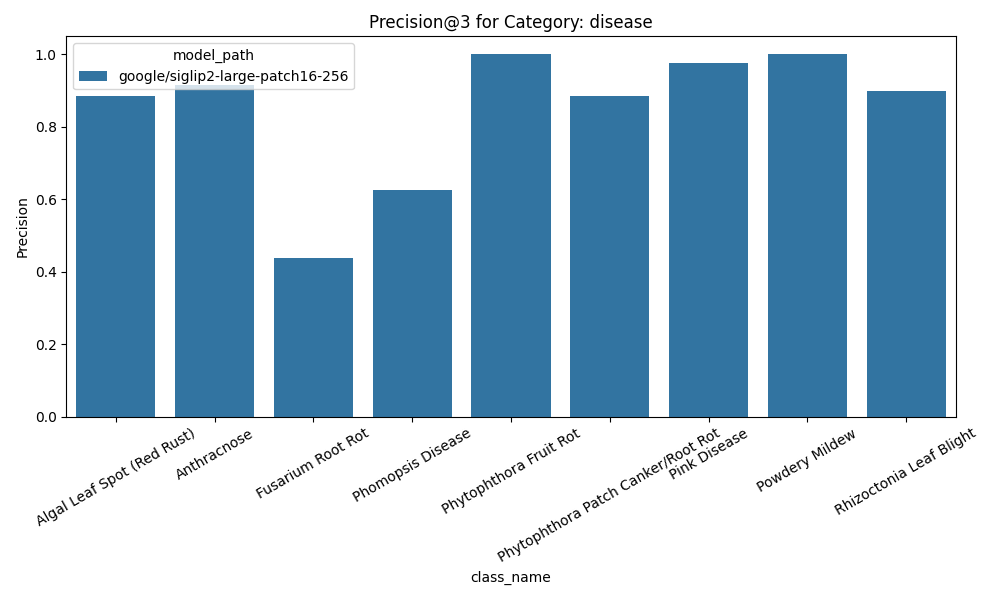 Precision@3 for Category: disease
model_path
google/siglip2-large-patch16-256
Precision
1.0
0.8
0.6
0.4
0.2
0.0
Algal Leaf Spot (Red Rust)
Anthracnose
Fusarium Root Rot
Phomopsis Disease
Phytophthora Fruit Rot
Phytophthora Patch Canker/Root Rot
Pink Disease
Powdery Mildew
Rhizoctonia Leaf Blight
class_name